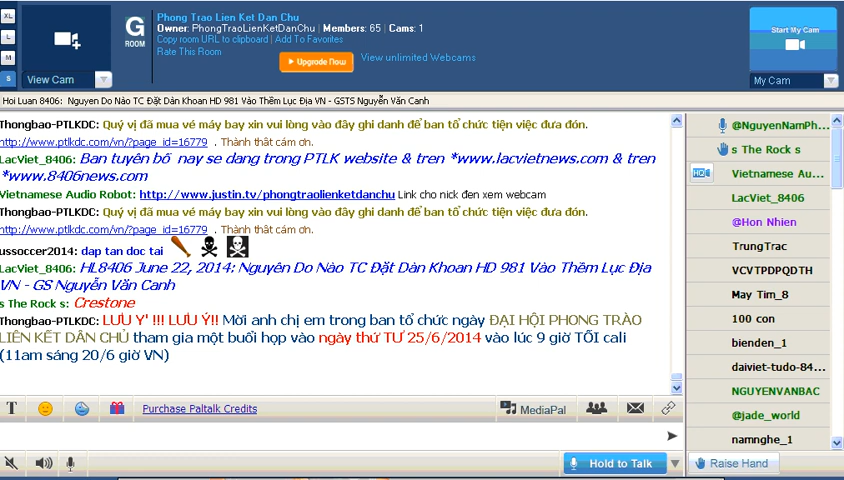 XL
L
M
S
View Cam
G
ROOM
Phong Trao Lien Ket Dan Chu
Owner: PhongTraoLienKetDanChu | Members: 65 | Cams: 1
Copy room URL to clipboard | Add To Favorites
Rate This Room
Upgrade Now
View unlimited Webcams
Start My Cam
My Cam
Hoi Luan 8406: Nguyen Do Nào TC Đặt Dàn Khoan HD 981 Vào Thềm Lục Địa VN - GSTS Nguyễn Văn Canh
Thongbao-PTLKDC: Quý vị đã mua vé máy bay xin vui lòng vào đây ghi danh để ban tổ chức tiện việc đưa đón.
http://www.ptlkdc.com/vn/?page_id=16779 . Thành thât cám ơn.
LacViet_8406: Ban tuyên bố nay se dang trong PTLK website & tren *www.lacvietnews.com & tren
*www.8406news.com
Vietnamese Audio Robot: http://www.justin.tv/phongtraolienketdanchu Link cho nick đen xem webcam
Thongbao-PTLKDC: Quý vị đã mua vé máy bay xin vui lòng vào đây ghi danh để ban tổ chức tiện việc đưa đón.
http://www.ptlkdc.com/vn/?page_id=16779 . Thành thât cám ơn.
ussoccer2014: dap tan doc tai
LacViet_8406: HL8406 June 22, 2014: Nguyên Do Nào TC Đặt Dàn Khoan HD 981 Vào Thềm Lục Địa
VN - GS Nguyễn Văn Canh
s The Rock s: Crestone
Thongbao-PTLKDC: LƯU Y' !!! LƯU Ý!! Mời anh chị em trong ban tổ chức ngày ĐẠI HỘI PHONG TRÀO
LIÊN KẾT DÂN CHỦ tham gia một buổi họp vào ngày thứ TƯ 25/6/2014 vào lúc 9 giờ TỐI cali
(11am sáng 20/6 giờ VN)
@NguyenNamPh...
s The Rock s
Vietnamese Au...
LacViet_8406
@Hon Nhien
TrungTrac
VCVTPDPQDTH
May Tim_8
100 con
bienden_1
daiviet-tudo-84...
NGUYENVANBAC
@jade_world
namnghe_1
T
Purchase Paltalk Credits
MediaPal
Hold to Talk
Raise Hand